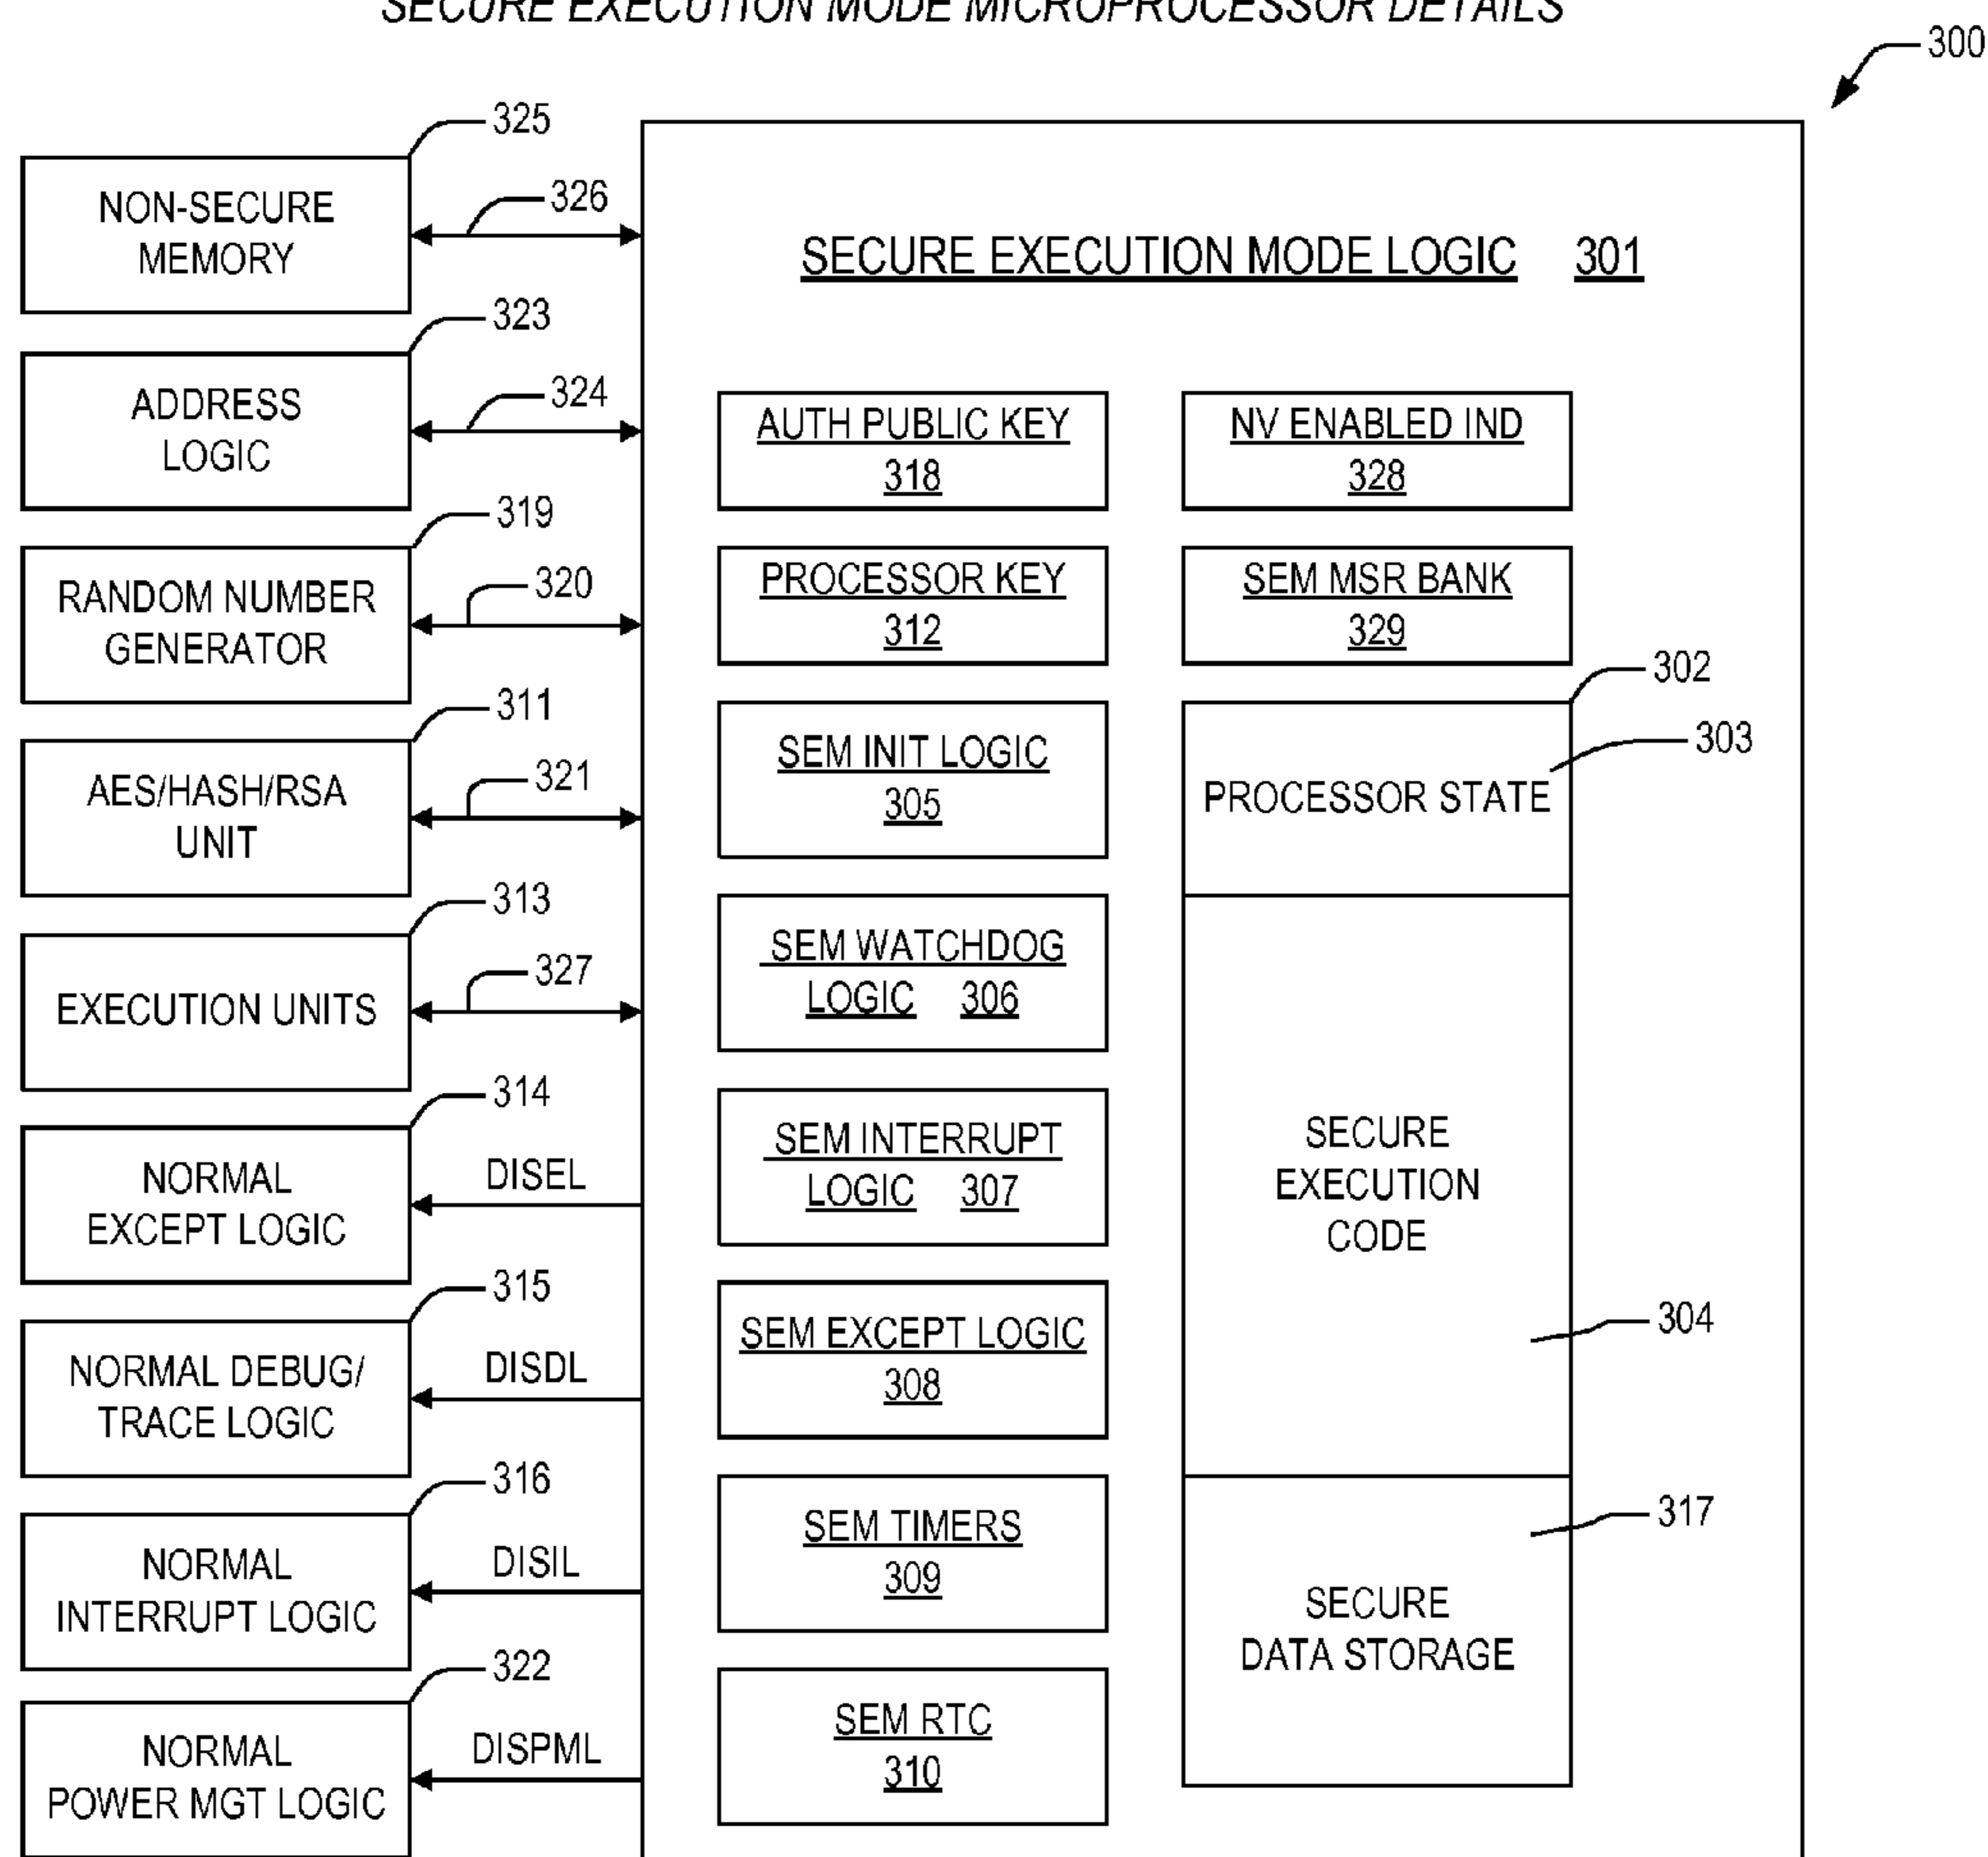 SECURE EXECUTION MODE MICROPROCESSOR DETAILS
300
325
NON-SECURE
MEMORY
326
SECURE EXECUTION MODE LOGIC 301
323
ADDRESS
LOGIC
324
319
RANDOM NUMBER
GENERATOR
320
311
AES/HASH/RSA
UNIT
321
313
EXECUTION UNITS
327
314
NORMAL
EXCEPT LOGIC
DISEL
315
NORMAL DEBUG/
TRACE LOGIC
DISDL
316
NORMAL
INTERRUPT LOGIC
DISIL
322
NORMAL
POWER MGT LOGIC
DISPML
AUTH PUBLIC KEY
318
PROCESSOR KEY
312
SEM INIT LOGIC
305
SEM WATCHDOG
LOGIC 306
SEM INTERRUPT
LOGIC 307
SEM EXCEPT LOGIC
308
SEM TIMERS
309
SEM RTC
310
NV ENABLED IND
328
SEM MSR BANK
329
302
303
PROCESSOR STATE
SECURE
EXECUTION
CODE
304
317
SECURE
DATA STORAGE